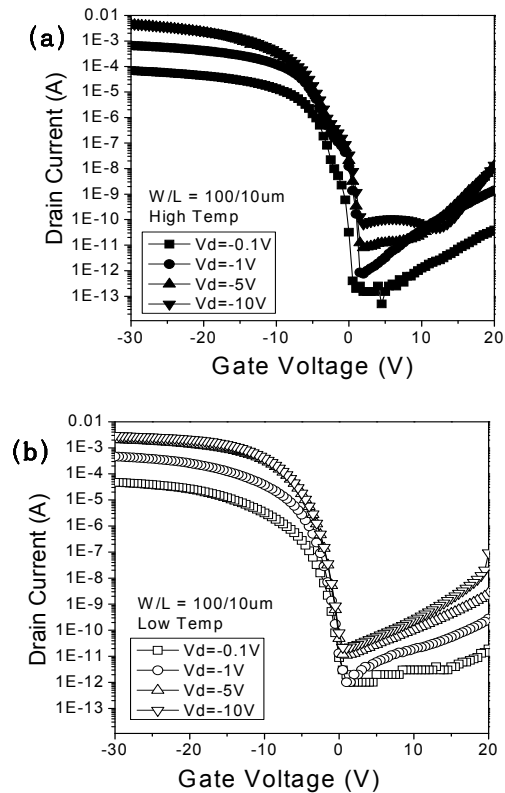 (a)
0.01
1E-3
1E-4
1E-5
1E-6
1E-7
1E-8
1E-9
1E-10
1E-11
1E-12
1E-13
Drain Current (A)
W/L = 100/10um
High Temp
Vd=-0.1V
Vd=-1V
Vd=-5V
Vd=-10V
-30 -20 -10 0 10 20
Gate Voltage (V)
(b)
0.01
1E-3
1E-4
1E-5
1E-6
1E-7
1E-8
1E-9
1E-10
1E-11
1E-12
1E-13
Drain Current (A)
W/L = 100/10um
Low Temp
Vd=-0.1V
Vd=-1V
Vd=-5V
Vd=-10V
-30 -20 -10 0 10 20
Gate Voltage (V)